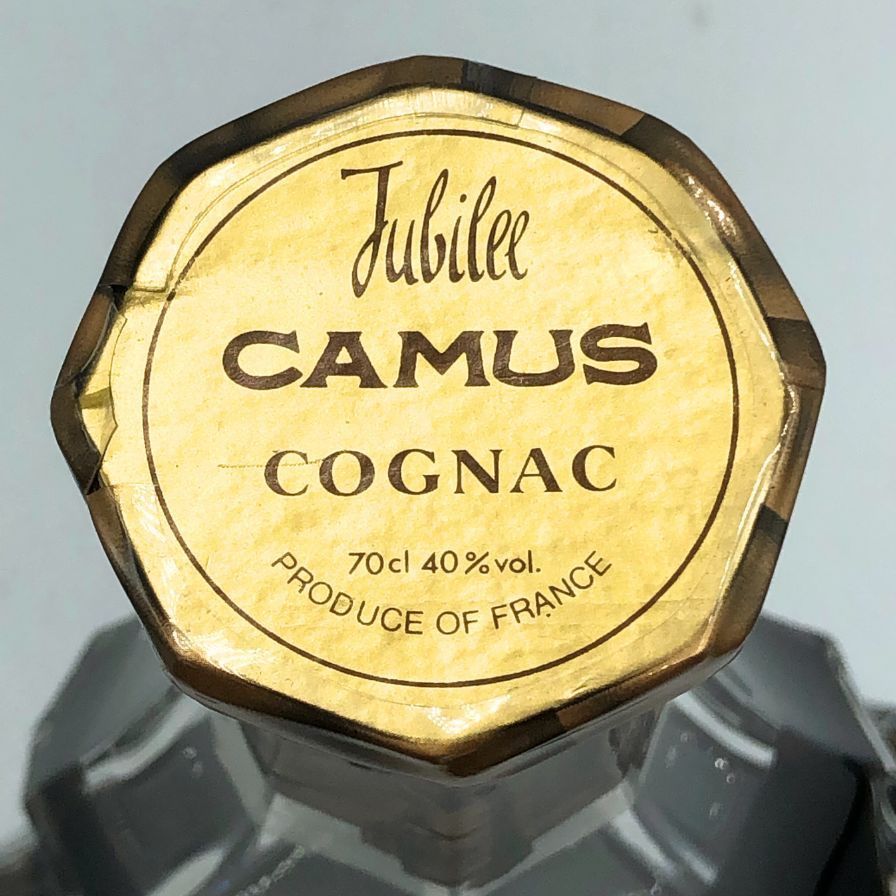 Jubilee
CAMUS
COGNAC
70cl 40%vol.
PRODUCE OF FRANCE